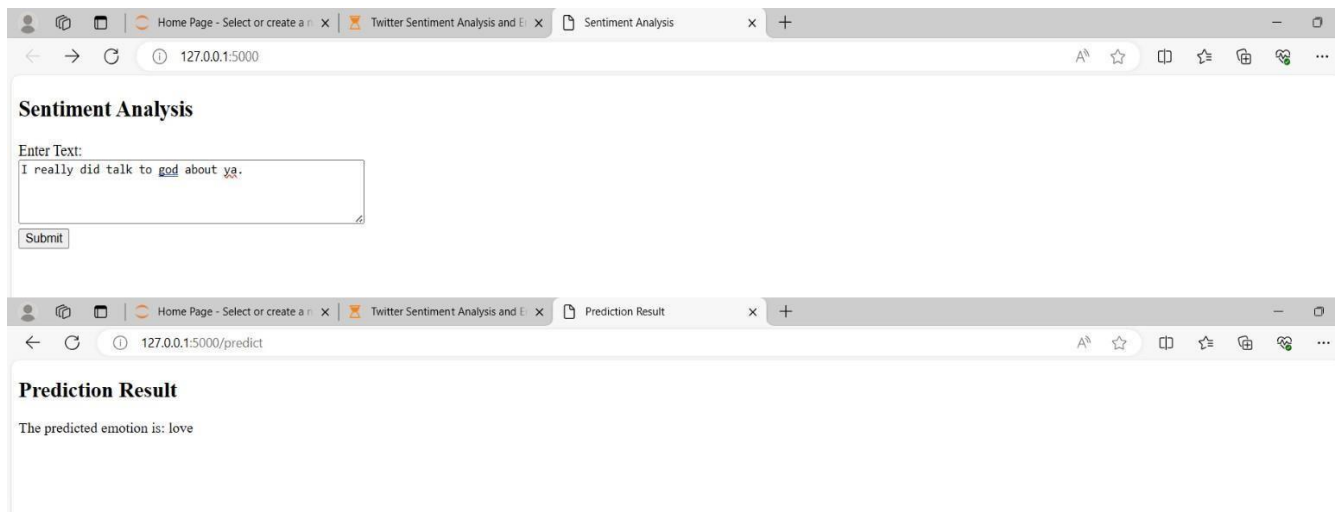 Home Page - Select or create a n
Twitter Sentiment Analysis and E
Sentiment Analysis
127.0.0.1:5000
Sentiment Analysis
Enter Text:
I really did talk to god about ya.
Submit
Home Page - Select or create a n
Twitter Sentiment Analysis and E
Prediction Result
127.0.0.1:5000/predict
Prediction Result
The predicted emotion is: love